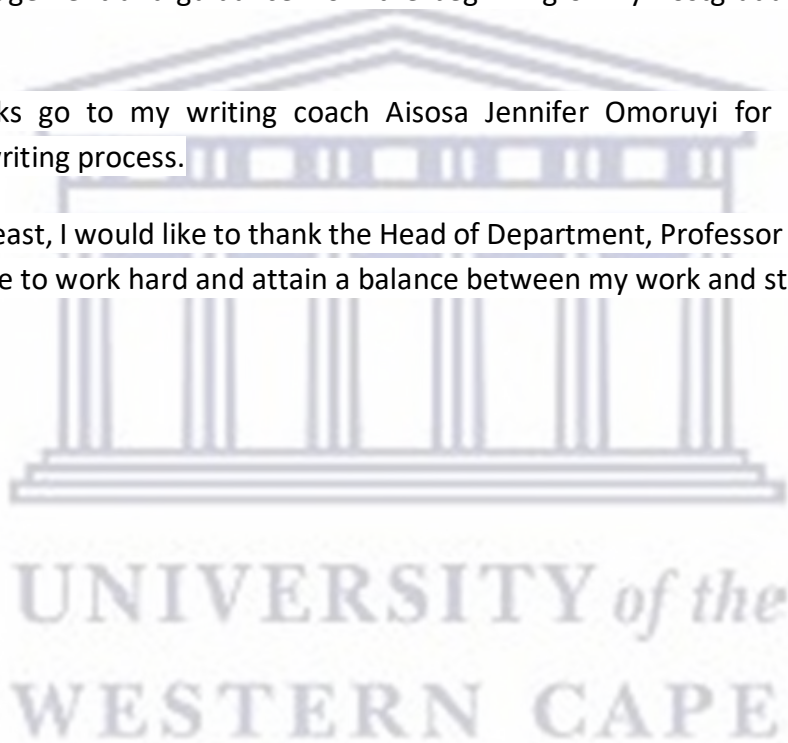 ks go to my writing coach Aisosa Jennifer Omoruyi for
writing process.
east, I would like to thank the Head of Department, Professor
e to work hard and attain a balance between my work and st
UNIVERSITY of the
WESTERN CAPE